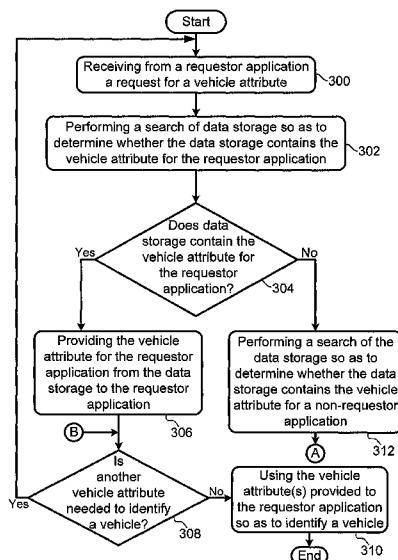 Start
Receiving from a requestor application
a request for a vehicle attribute
300
Performing a search of data storage so as to
determine whether the data storage contains the
vehicle attribute for the requestor application
302
Does data
storage contain the
vehicle attribute for
the requestor
application?
304
Yes
No
Providing the vehicle
attribute for the requestor
application from the data
storage to the requestor
application
306
Performing a search of the
data storage so as to
determine whether the data
storage contains the vehicle
attribute for a non-requestor
application
312
B
A
Is
another
vehicle attribute
needed to identify
a vehicle?
308
Yes
No
Using the vehicle
attribute(s) provided to
the requestor application
so as to identify a vehicle
310
End